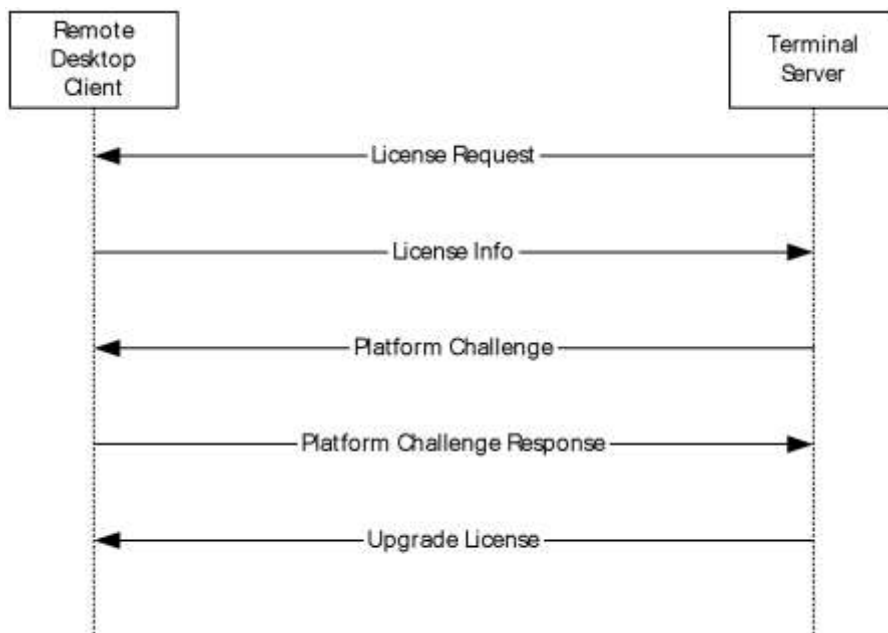 Remote
Desktop
Client
Terminal
Server
License Request
License Info
Platform Challenge
Platform Challenge Response
Upgrade License